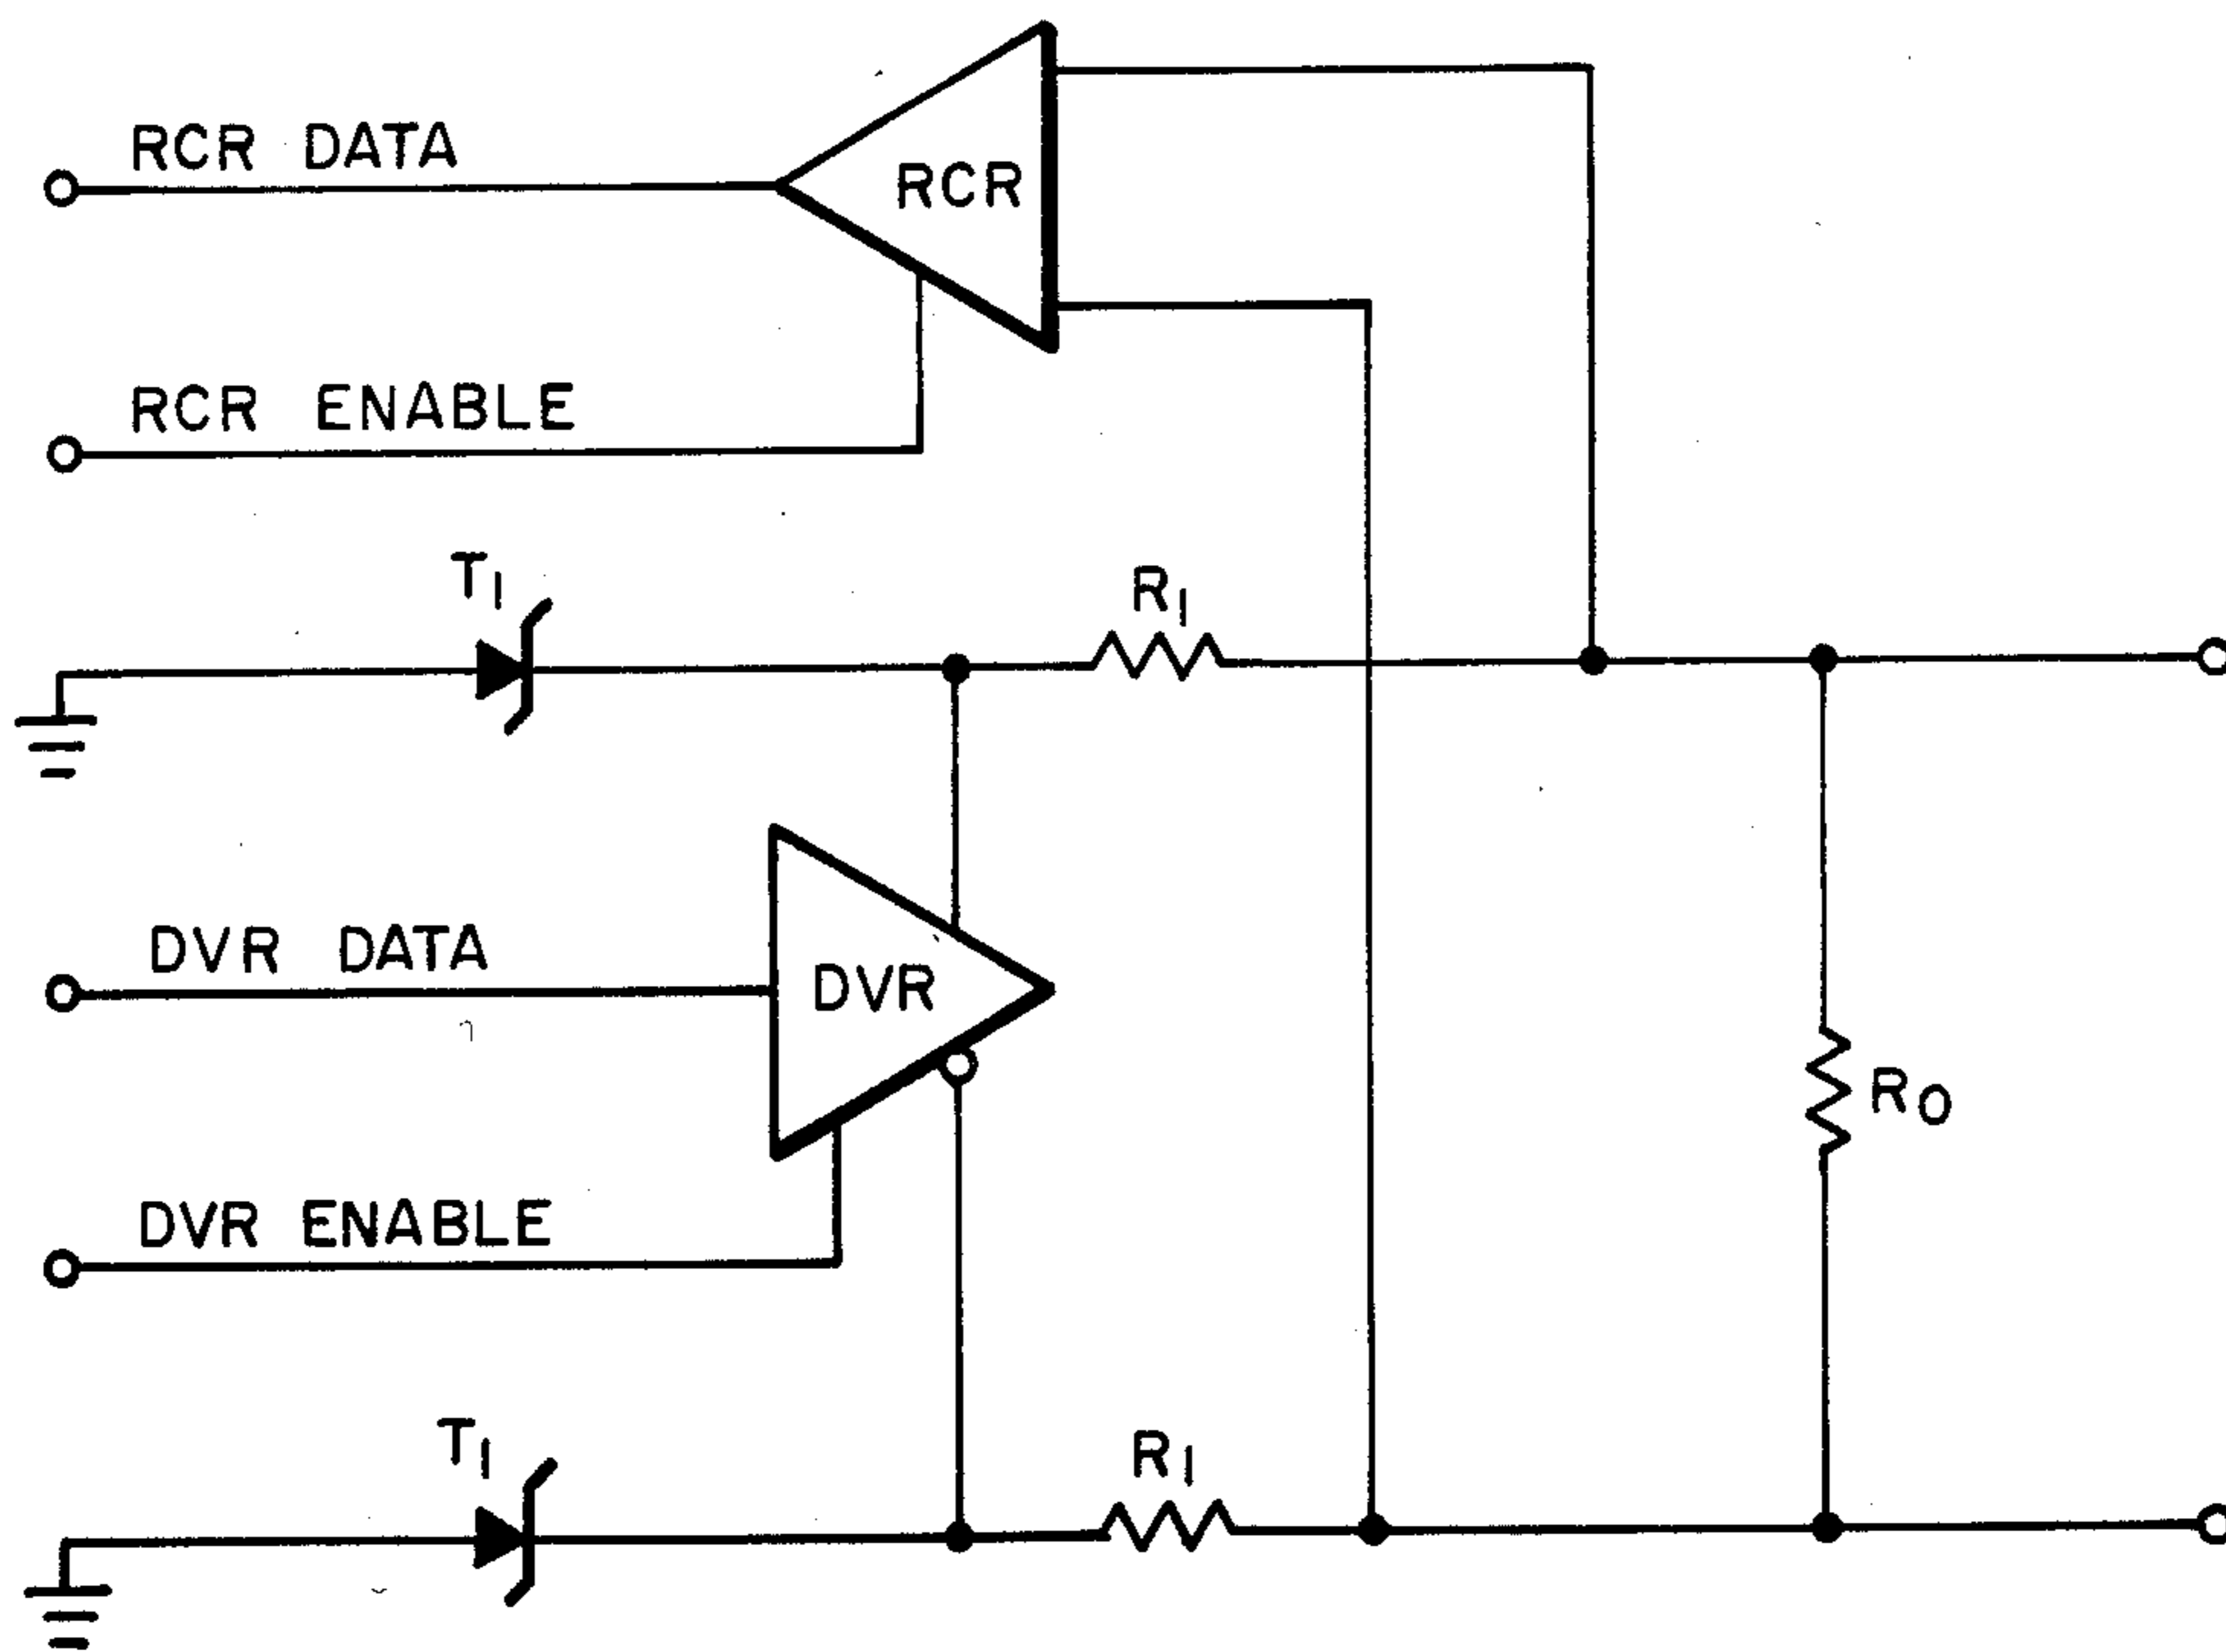 RCR DATA
RCR
RCR ENABLE
T1
R1
DVR DATA
DVR
RO
DVR ENABLE
T1
R1